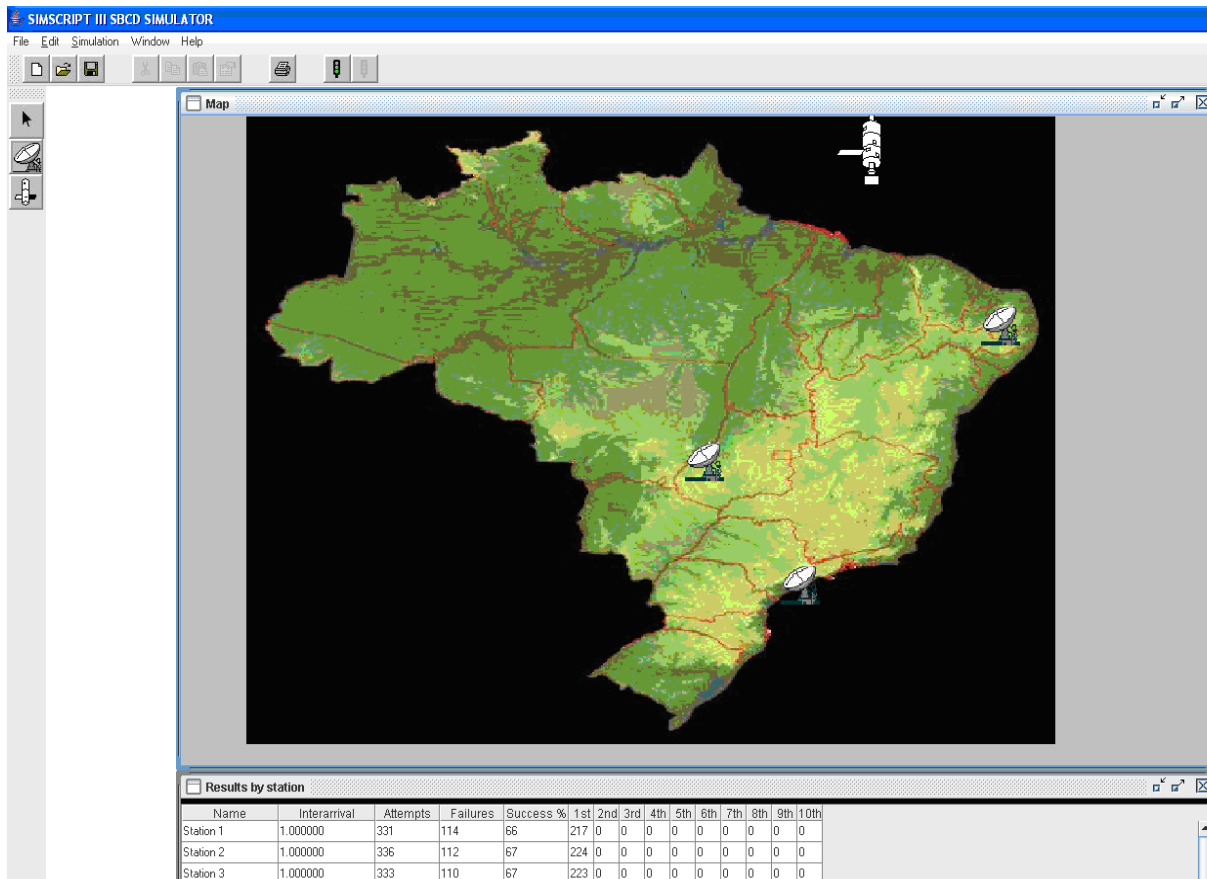 SIMSCRIPT III SBCD SIMULATOR
File Edit Simulation Window Help
Map
Results by station
Name Interarrival Attempts Failures Success % 1st 2nd 3rd 4th 5th 6th 7th 8th 9th 10th
Station 1 1.000000 331 114 66 217 0 0 0 0 0 0 0 0 0
Station 2 1.000000 336 112 67 224 0 0 0 0 0 0 0 0 0
Station 3 1.000000 333 110 67 223 0 0 0 0 0 0 0 0 0